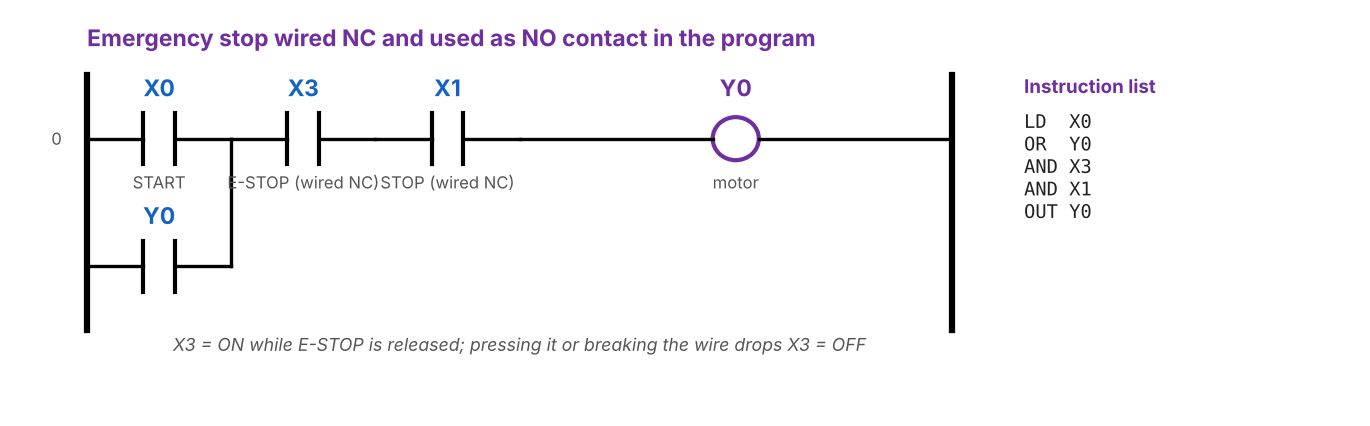 Emergency stop wired NC and used as NO contact in the program
X0 X3 X1 Y0
0
START E-STOP (wired NC) STOP (wired NC) motor
Y0
X3 = ON while E-STOP is released; pressing it or breaking the wire drops X3 = OFF
Instruction list
LD X0
OR Y0
AND X3
AND X1
OUT Y0